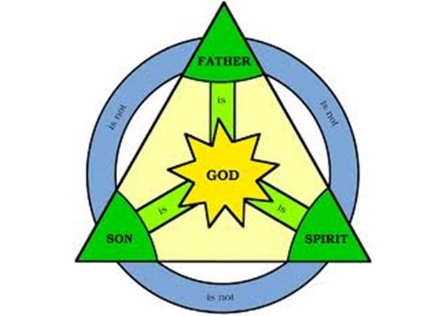 FATHER
is
is not
is not
GOD
is
is
SON
SPIRIT
is not